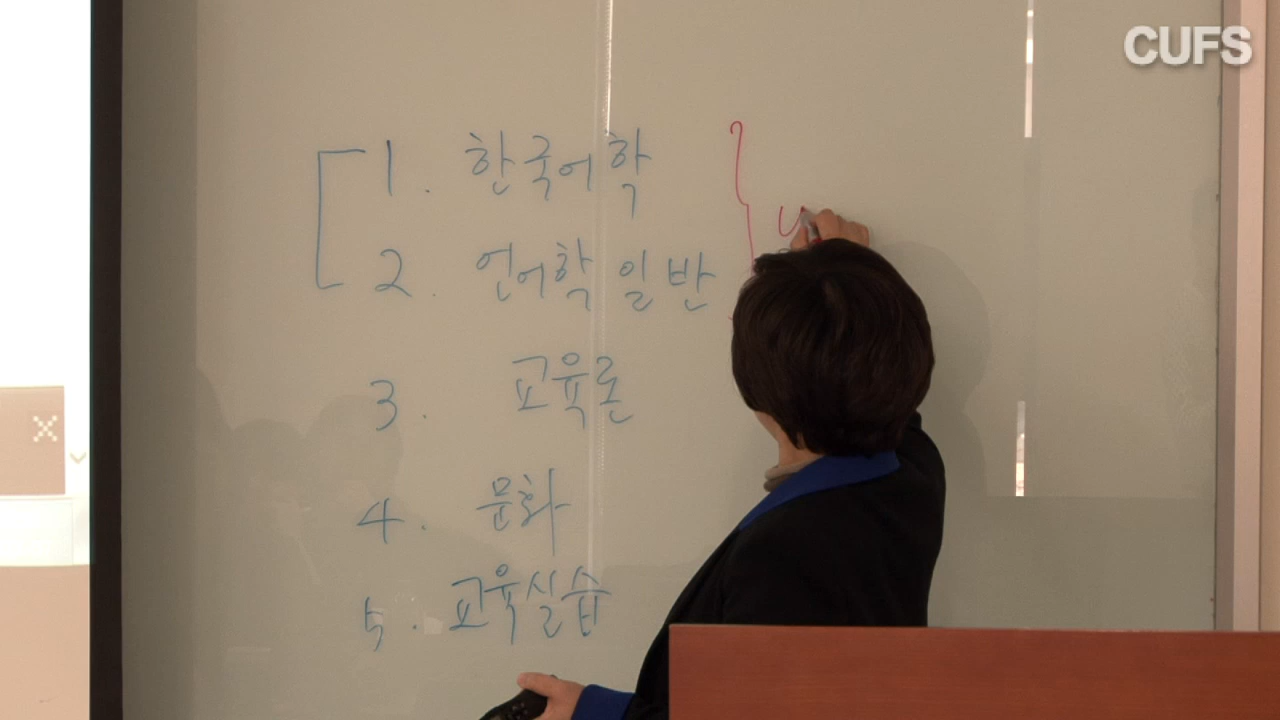 CUFS
1. 한국어학
2. 언어학 일반
3. 교육론
4. 문화
5. 교육실습